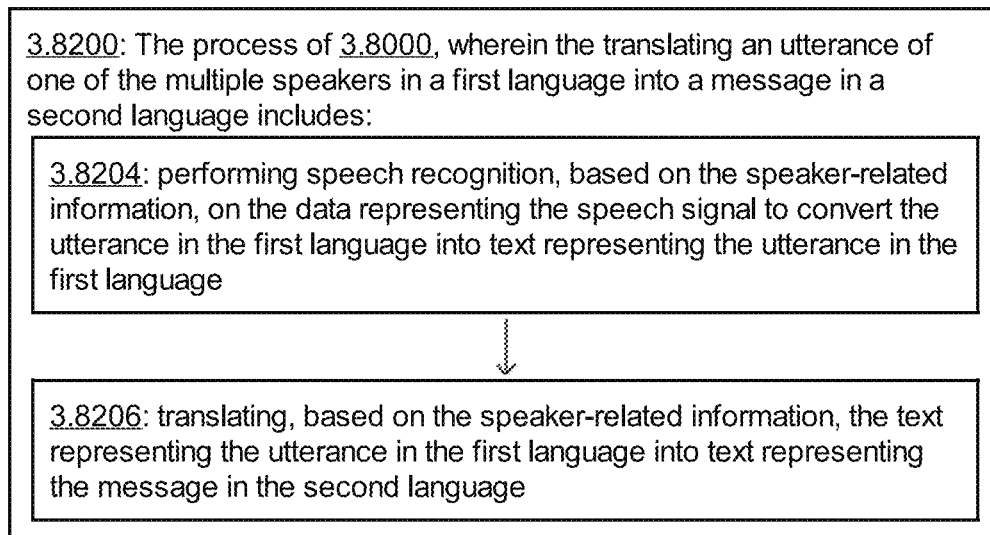 3.8200: The process of 3.8000, wherein the translating an utterance of
one of the multiple speakers in a first language into a message in a
second language includes:
3.8204: performing speech recognition, based on the speaker-related
information, on the data representing the speech signal to convert the
utterance in the first language into text representing the utterance in the
first language
3.8206: translating, based on the speaker-related information, the text
representing the utterance in the first language into text representing
the message in the second language